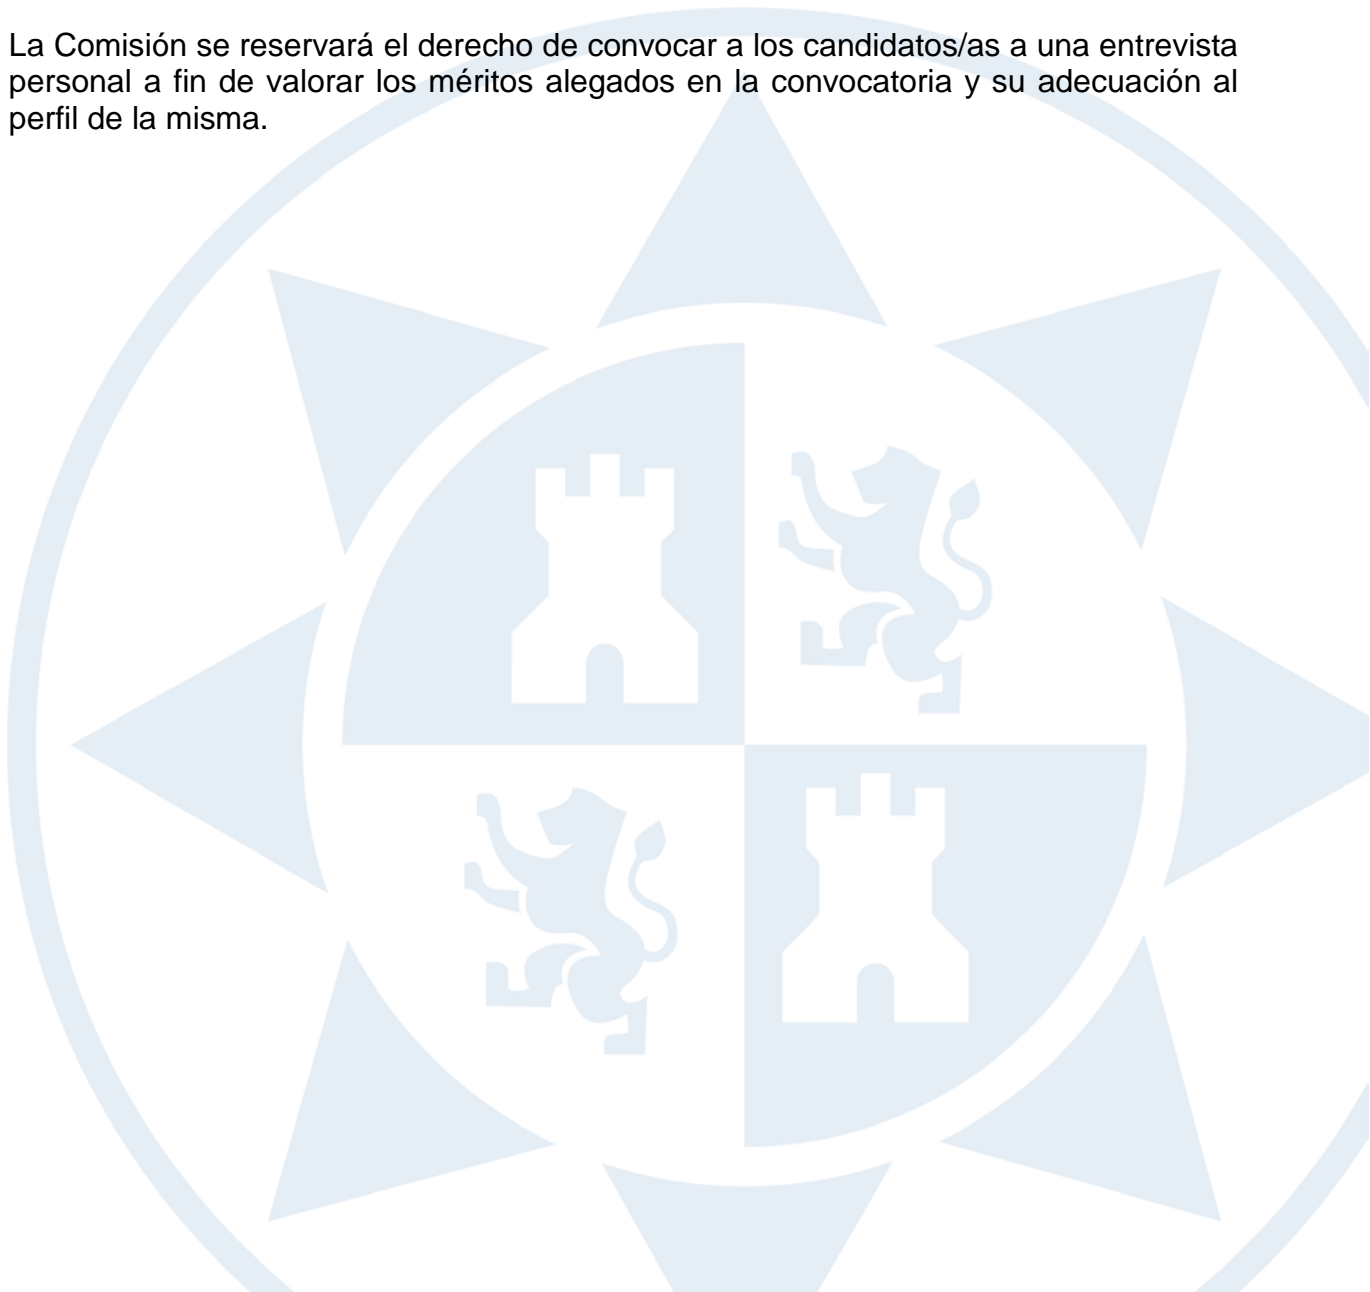 La Comisión se reservará el derecho de convocar a los candidatos/as a una entrevista
personal a fin de valorar los méritos alegados en la convocatoria y su adecuación al
perfil de la misma.